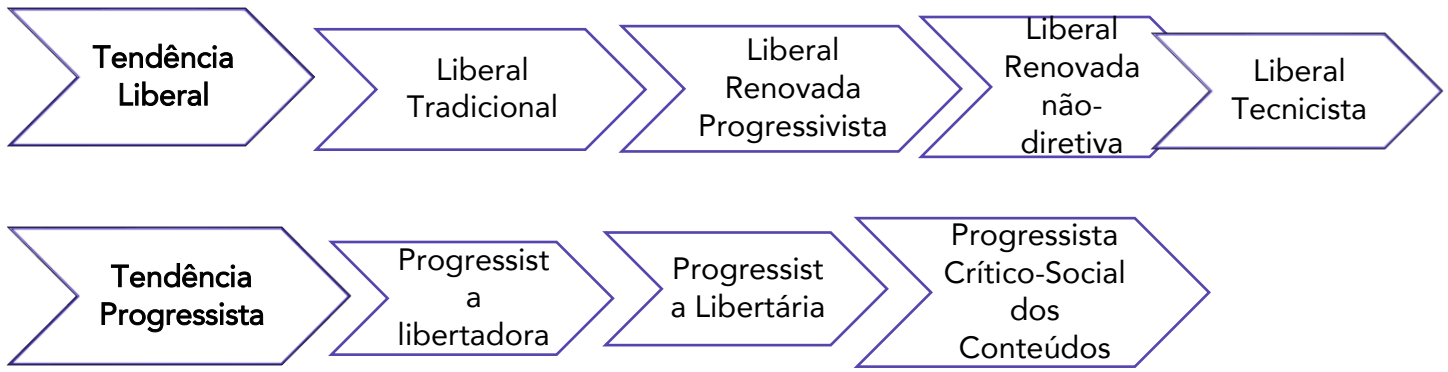 Tendência
Liberal
Liberal
Tradicional
Liberal
Renovada
Progressivista
Liberal
Renovada
não-
diretiva
Liberal
Tecnicista
Tendência
Progressista
Progressist
a
libertadora
Progressist
a Libertária
Progressista
Crítico-Social
dos
Conteúdos